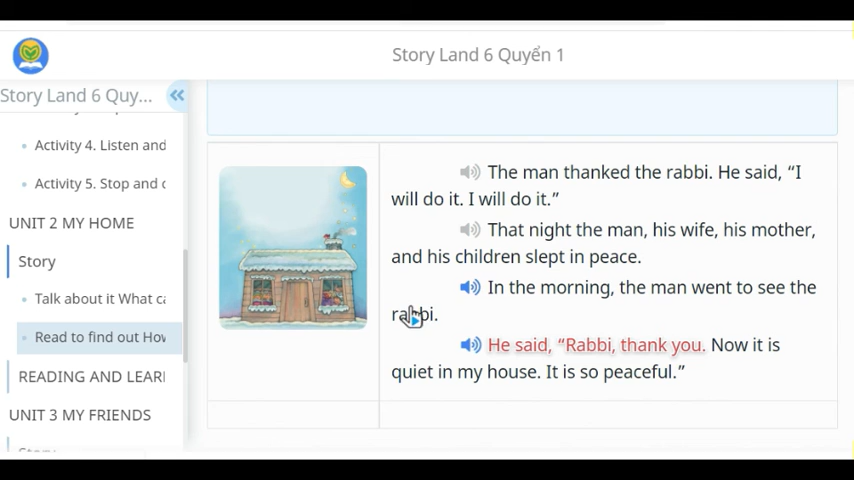 Story Land 6 Quyển 1
Story Land 6 Quy...
Activity 4. Listen and
Activity 5. Stop and
UNIT 2 MY HOME
Story
Talk about it What ca
Read to find out How
READING AND LEARI
UNIT 3 MY FRIENDS
The man thanked the rabbi. He said, “I
will do it. I will do it.”
That night the man, his wife, his mother,
and his children slept in peace.
In the morning, the man went to see the
rabbi.
He said, “Rabbi, thank you. Now it is
quiet in my house. It is so peaceful.”